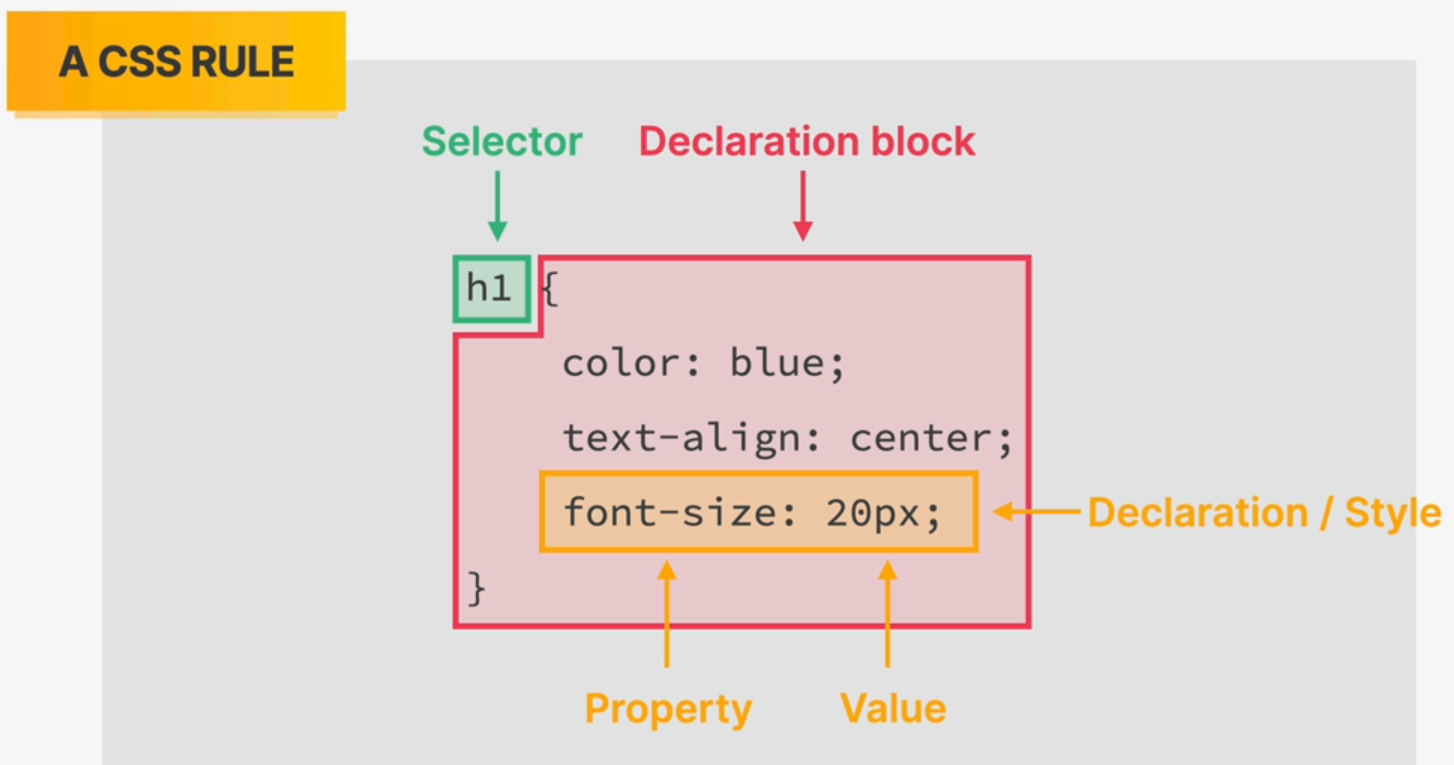 A CSS RULE
Selector
Declaration block
h1 {
color: blue;
text-align: center;
font-size: 20px;
Declaration / Style
}
Property
Value